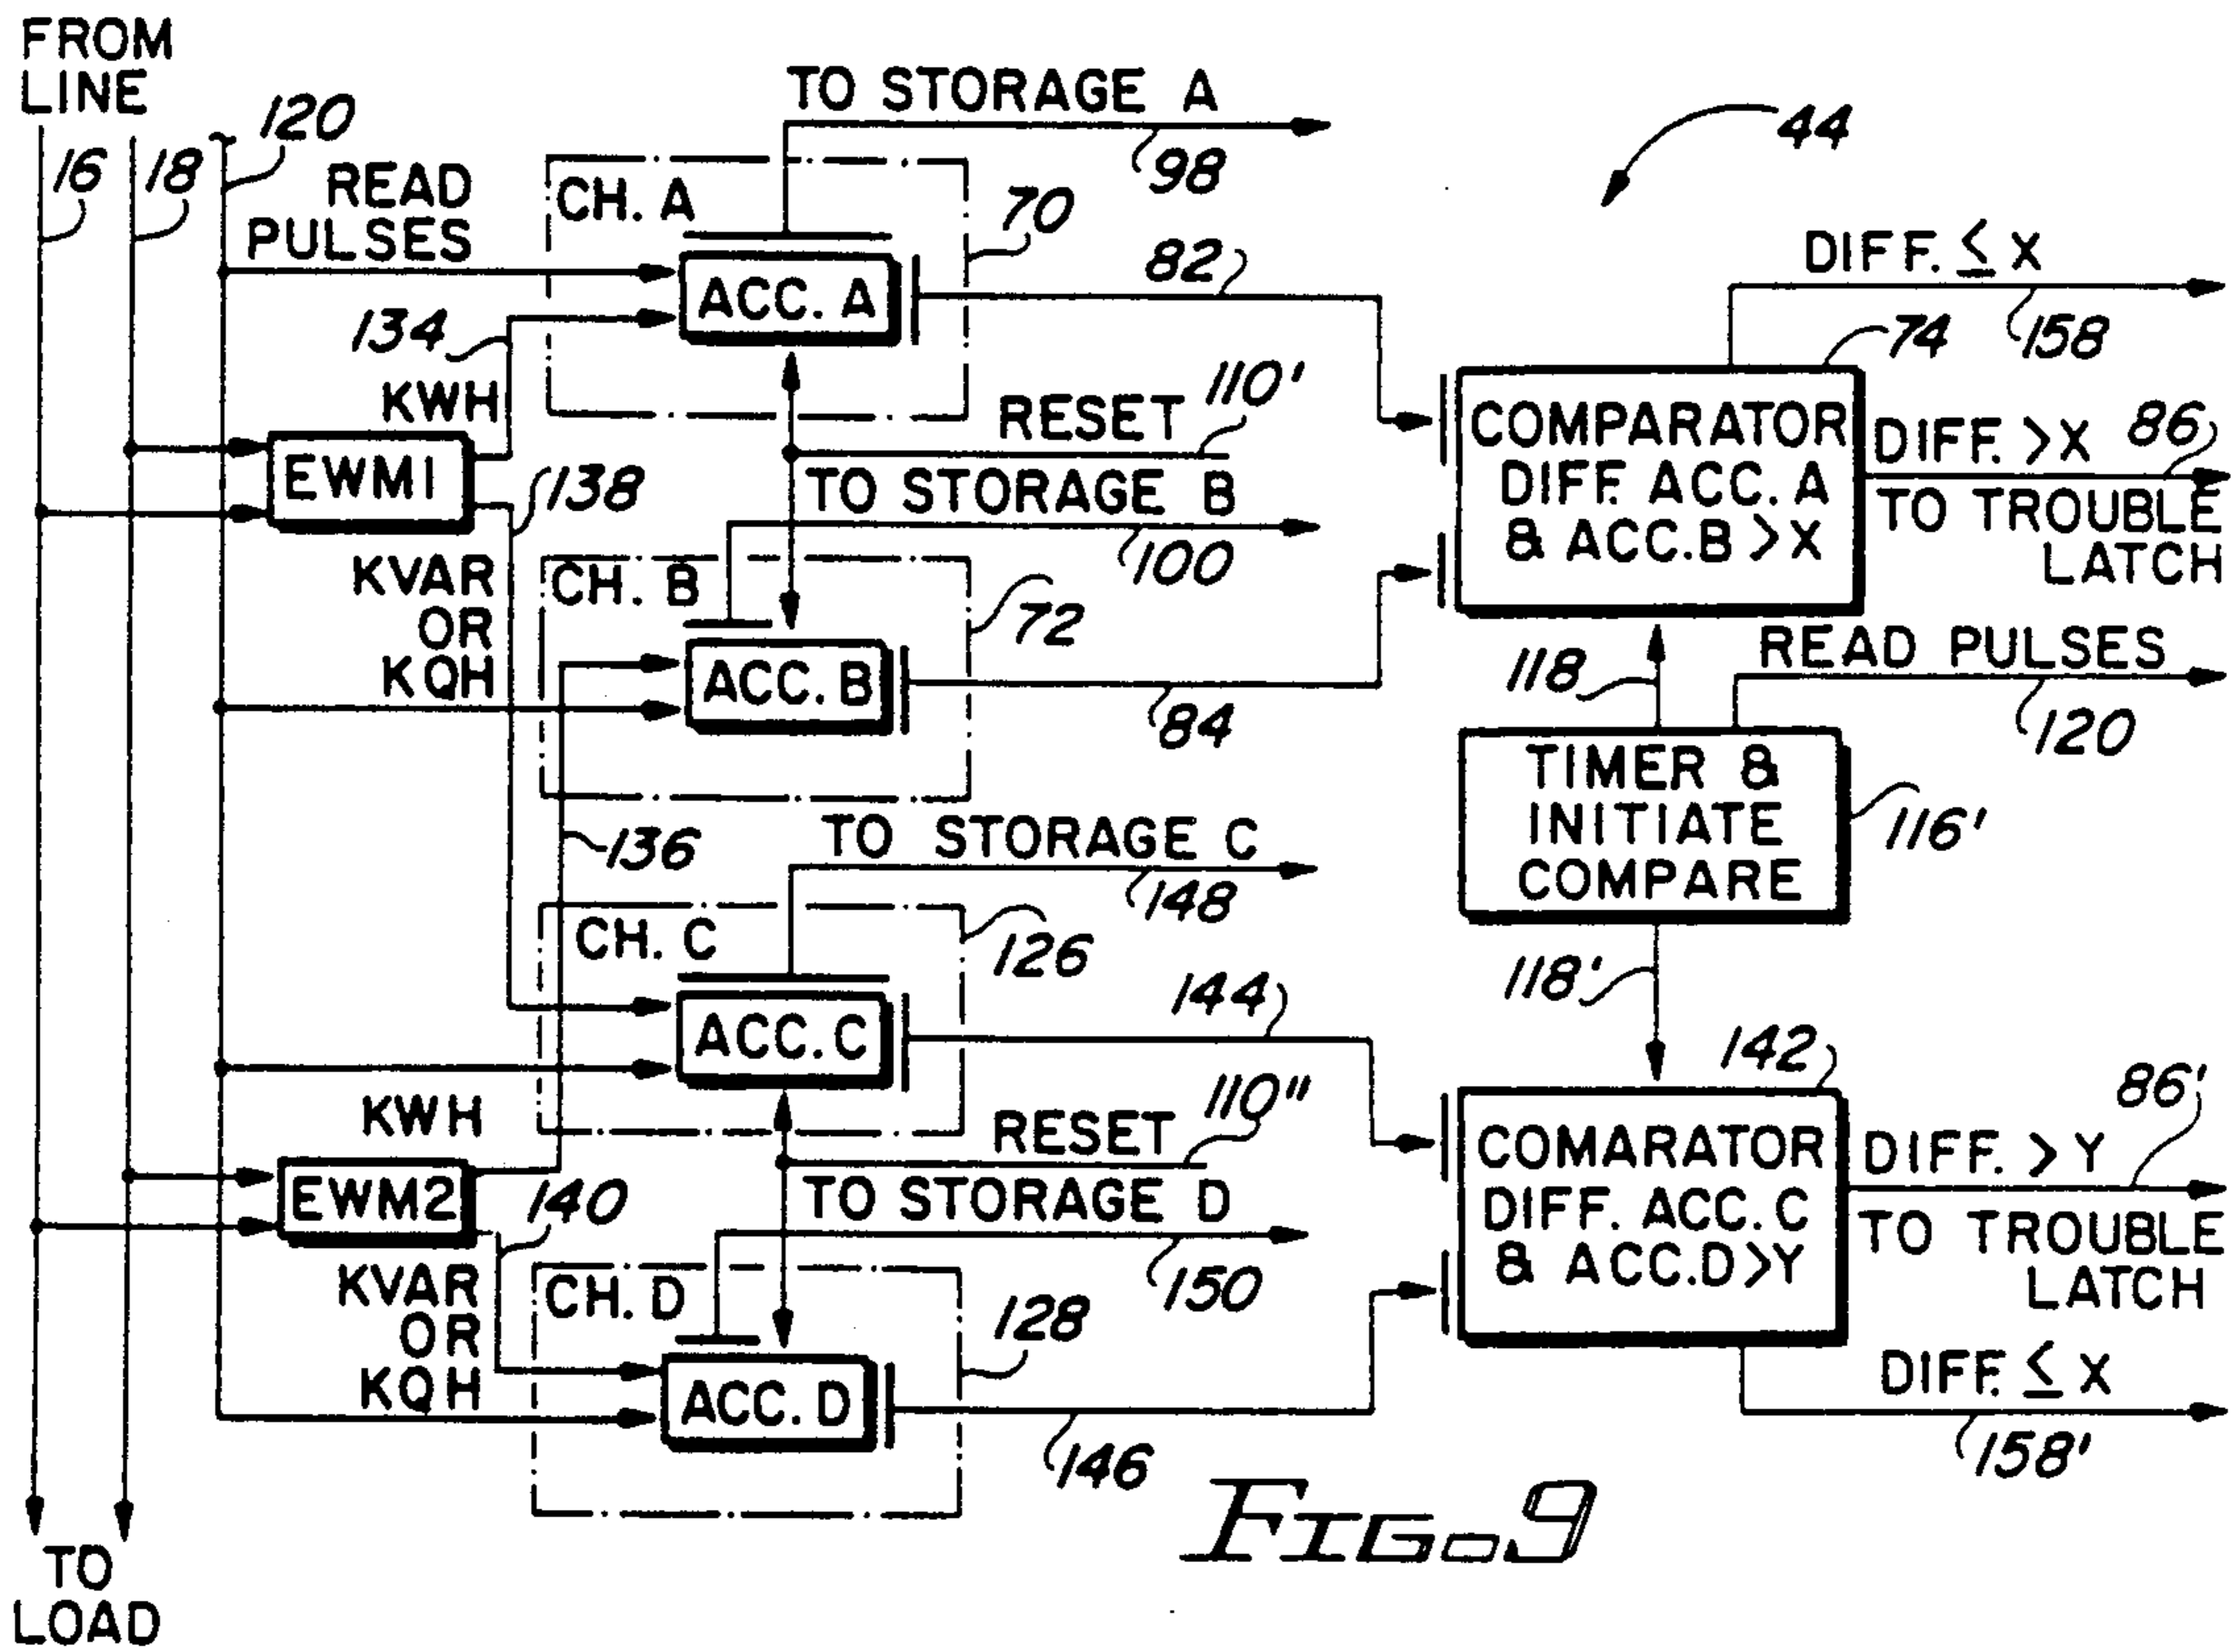 FROM
LINE
16
18
120
READ
PULSES
TO STORAGE A
98
44
CH. A
70
ACC. A
82
DIFF. ≤ X
158
74
134
KWH
RESET
110'
COMPARATOR
DIFF. ACC. A
& ACC.B >X
DIFF. >X
86
TO TROUBLE
LATCH
EWM1
138
TO STORAGE B
100
KVAR
OR
KQH
CH. B
72
ACC. B
84
118
READ PULSES
120
TIMER &
INITIATE
COMPARE
116'
136
TO STORAGE C
148
CH. C
126
ACC. C
144
118'
142
KWH
RESET
110"
COMARATOR
DIFF. ACC. C
& ACC.D>Y
86'
DIFF. > Y
TO TROUBLE
LATCH
EWM2
140
TO STORAGE D
150
KVAR
OR
KQH
CH. D
128
ACC. D
146
DIFF. ≤ X
158'
FIG. 9
TO
LOAD